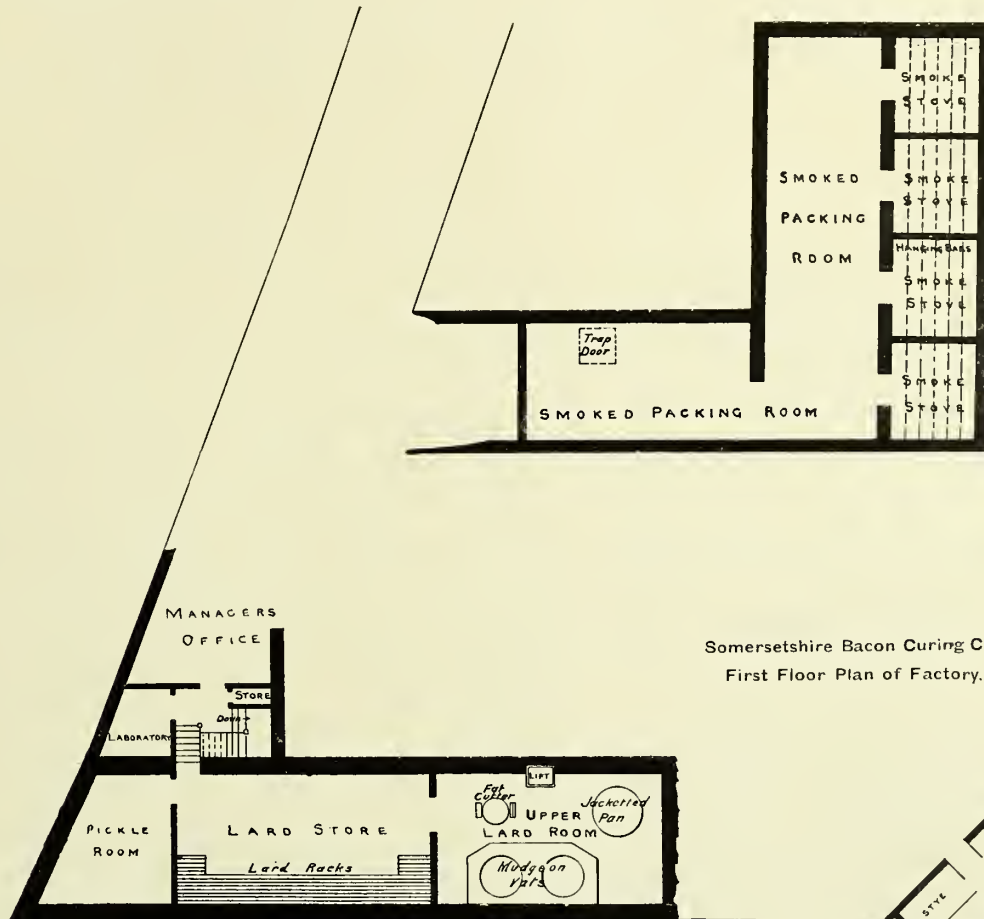 SMOKE
STOVE
SMOKED
PACKING
ROOM
SMOKE
STOVE
HANGING BARS
SMOKE
STOVE
Trap
Door
SMOKE
STOVE
SMOKED PACKING ROOM
MANAGERS
OFFICE
STORE
Down
LABORATORY
Somersetshire Bacon Curing C
First Floor Plan of Factory.
LIFT
PICKLE
ROOM
LARD STORE
Lard Racks
Fat
Cutter
UPPER
LARD ROOM
Jacketted
Pan
Mudgeon
Vats
STYE